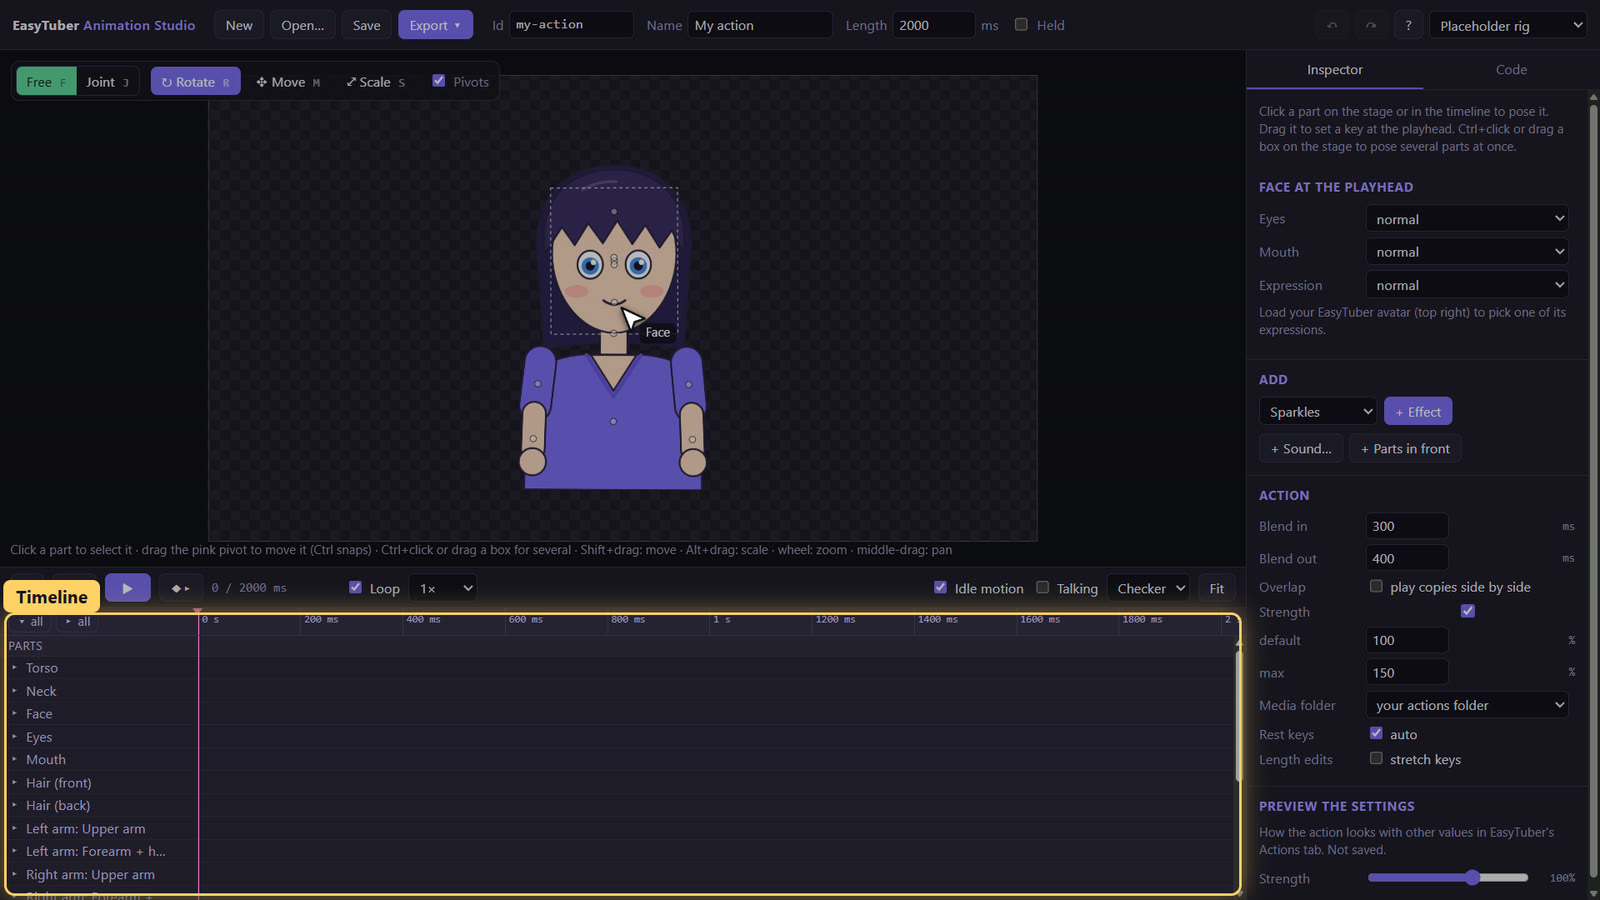 EasyTuber Animation Studio New Open... Save Export ▾ Id my-action Name My action Length 2000 ms Held ? Placeholder rig
Free F Joint J Rotate R Move M Scale S Pivots
Inspector Code
Click a part on the stage or in the timeline to pose it.
Drag it to set a key at the playhead. Ctrl+click or drag a
box on the stage to pose several parts at once.
FACE AT THE PLAYHEAD
Eyes normal
Mouth normal
Expression normal
Load your EasyTuber avatar (top right) to pick one of its
expressions.
Face
ADD
Sparkles + Effect
+ Sound... + Parts in front
ACTION
Blend in 300 ms
Blend out 400 ms
Overlap play copies side by side
Strength
default 100 %
max 150 %
Media folder your actions folder
Rest keys auto
Length edits stretch keys
PREVIEW THE SETTINGS
How the action looks with other values in EasyTuber's
Actions tab. Not saved.
Strength 100%
Click a part to select it · drag the pink pivot to move it (Ctrl snaps) · Ctrl+click or drag a box for several · Shift+drag: move · Alt+drag: scale · wheel: zoom · middle-drag: pan
Timeline
0 / 2000 ms Loop 1× Idle motion Talking Checker Fit
▾ all ▸ all 0 s 200 ms 400 ms 600 ms 800 ms 1 s 1200 ms 1400 ms 1600 ms 1800 ms 2
PARTS
Torso
Neck
Face
Eyes
Mouth
Hair (front)
Hair (back)
Left arm: Upper arm
Left arm: Forearm + h...
Right arm: Upper arm